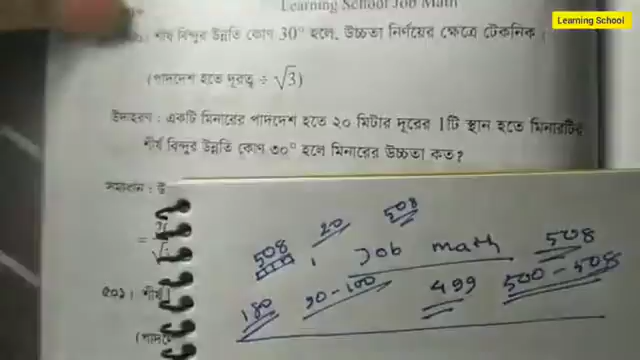 Learning School Job Math
Learning School
শীর্ষ বিন্দুর উন্নতি কোণ 30° হলে, উচ্চতা নির্ণয়ের ক্ষেত্রে টেকনিক :
(পাদদেশ হতে দূরত্ব ÷ √3)
উদাহরণ : একটি মিনারের পাদদেশ হতে ২০ মিটার দূরের 1টি স্থান হতে মিনারটির
শীর্ষ বিন্দুর উন্নতি কোণ ৩০° হলে মিনারের উচ্চতা কত?
সমাধান : উ
=
৫০১। শীর্ষ
(পাদ
508 20 508
Job math 508
180 90-100 499 500-508